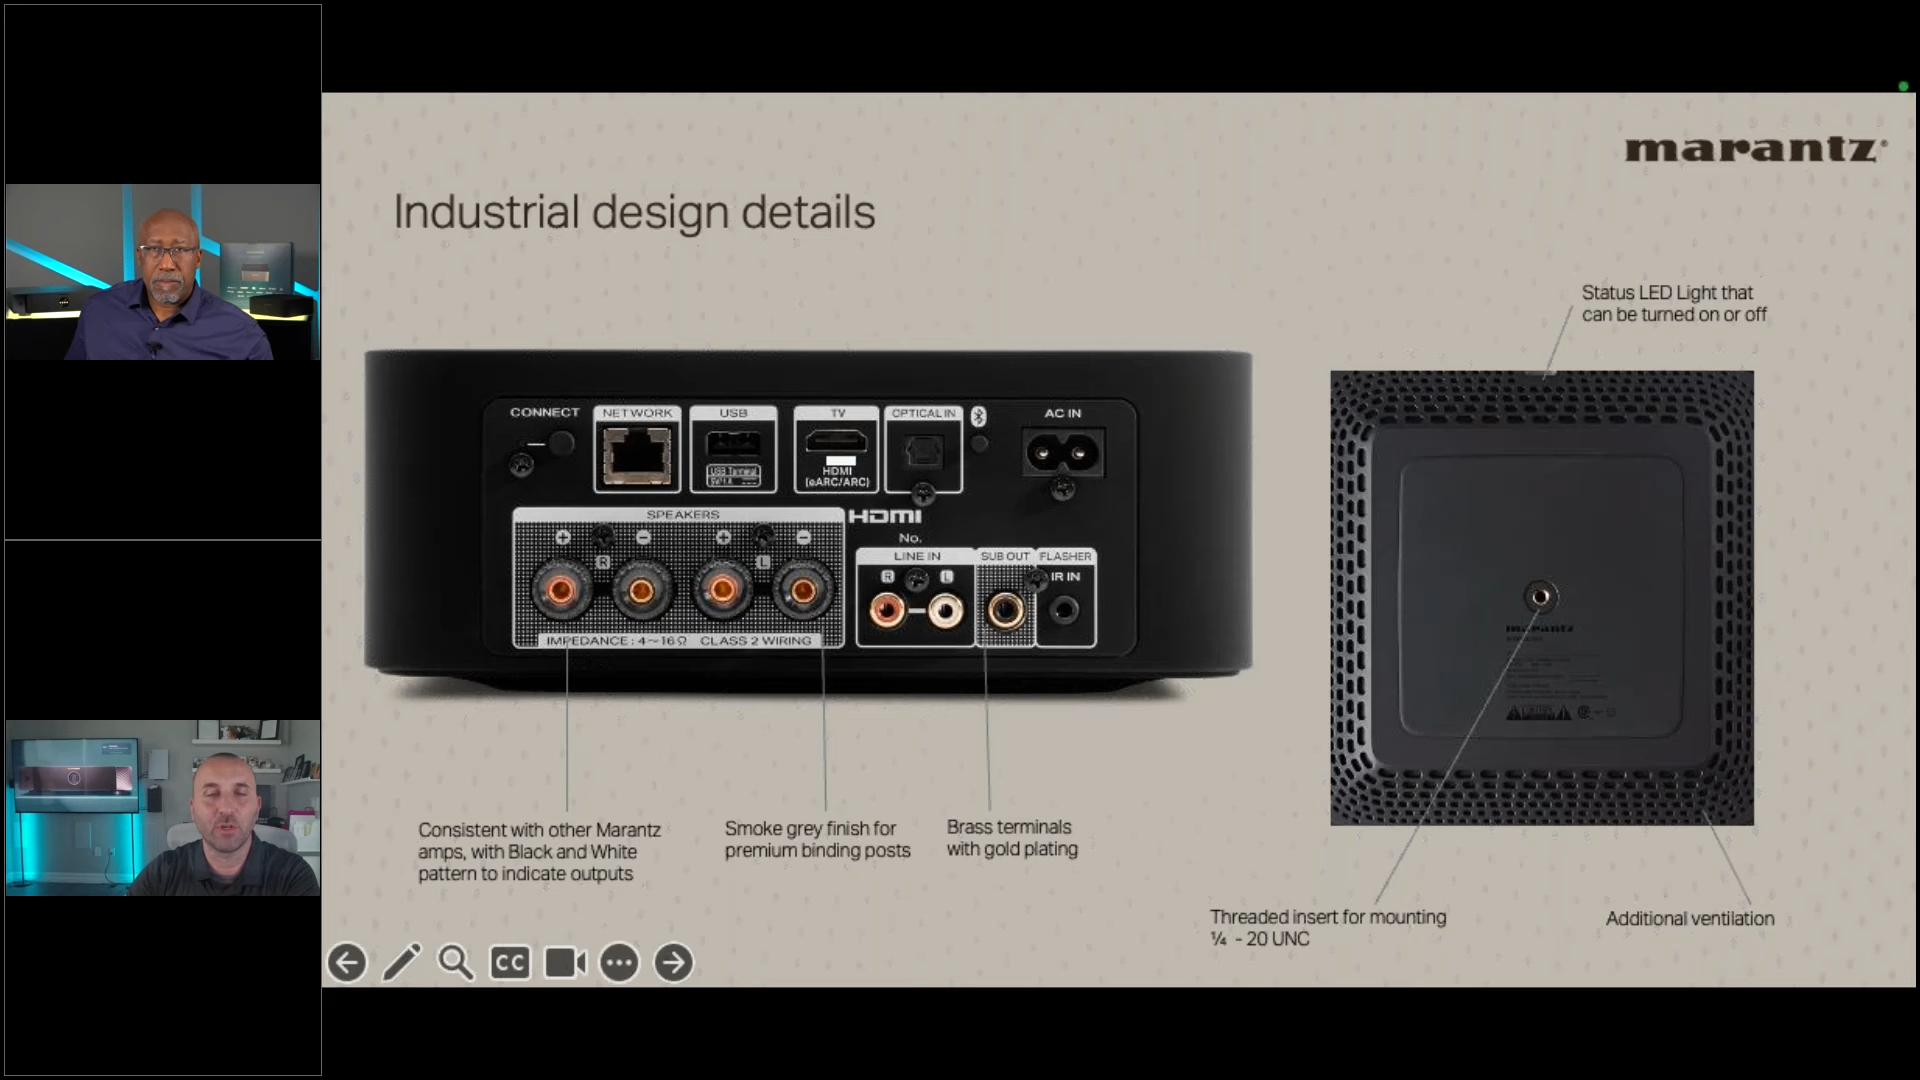 marantz
Industrial design details
Status LED Light that
can be turned on or off
CONNECT
NETWORK
USB
TV
OPTICAL IN
AC IN
USB Terminal
HDMI
(eARC/ARC)
SPEAKERS
HDMI
No.
R
L
LINE IN
SUB OUT
FLASHER
R
L
IR IN
IMPEDANCE : 4~16Ω CLASS 2 WIRING
marantz
Consistent with other Marantz
amps, with Black and White
pattern to indicate outputs
Smoke grey finish for
premium binding posts
Brass terminals
with gold plating
Threaded insert for mounting
¼ - 20 UNC
Additional ventilation
CC